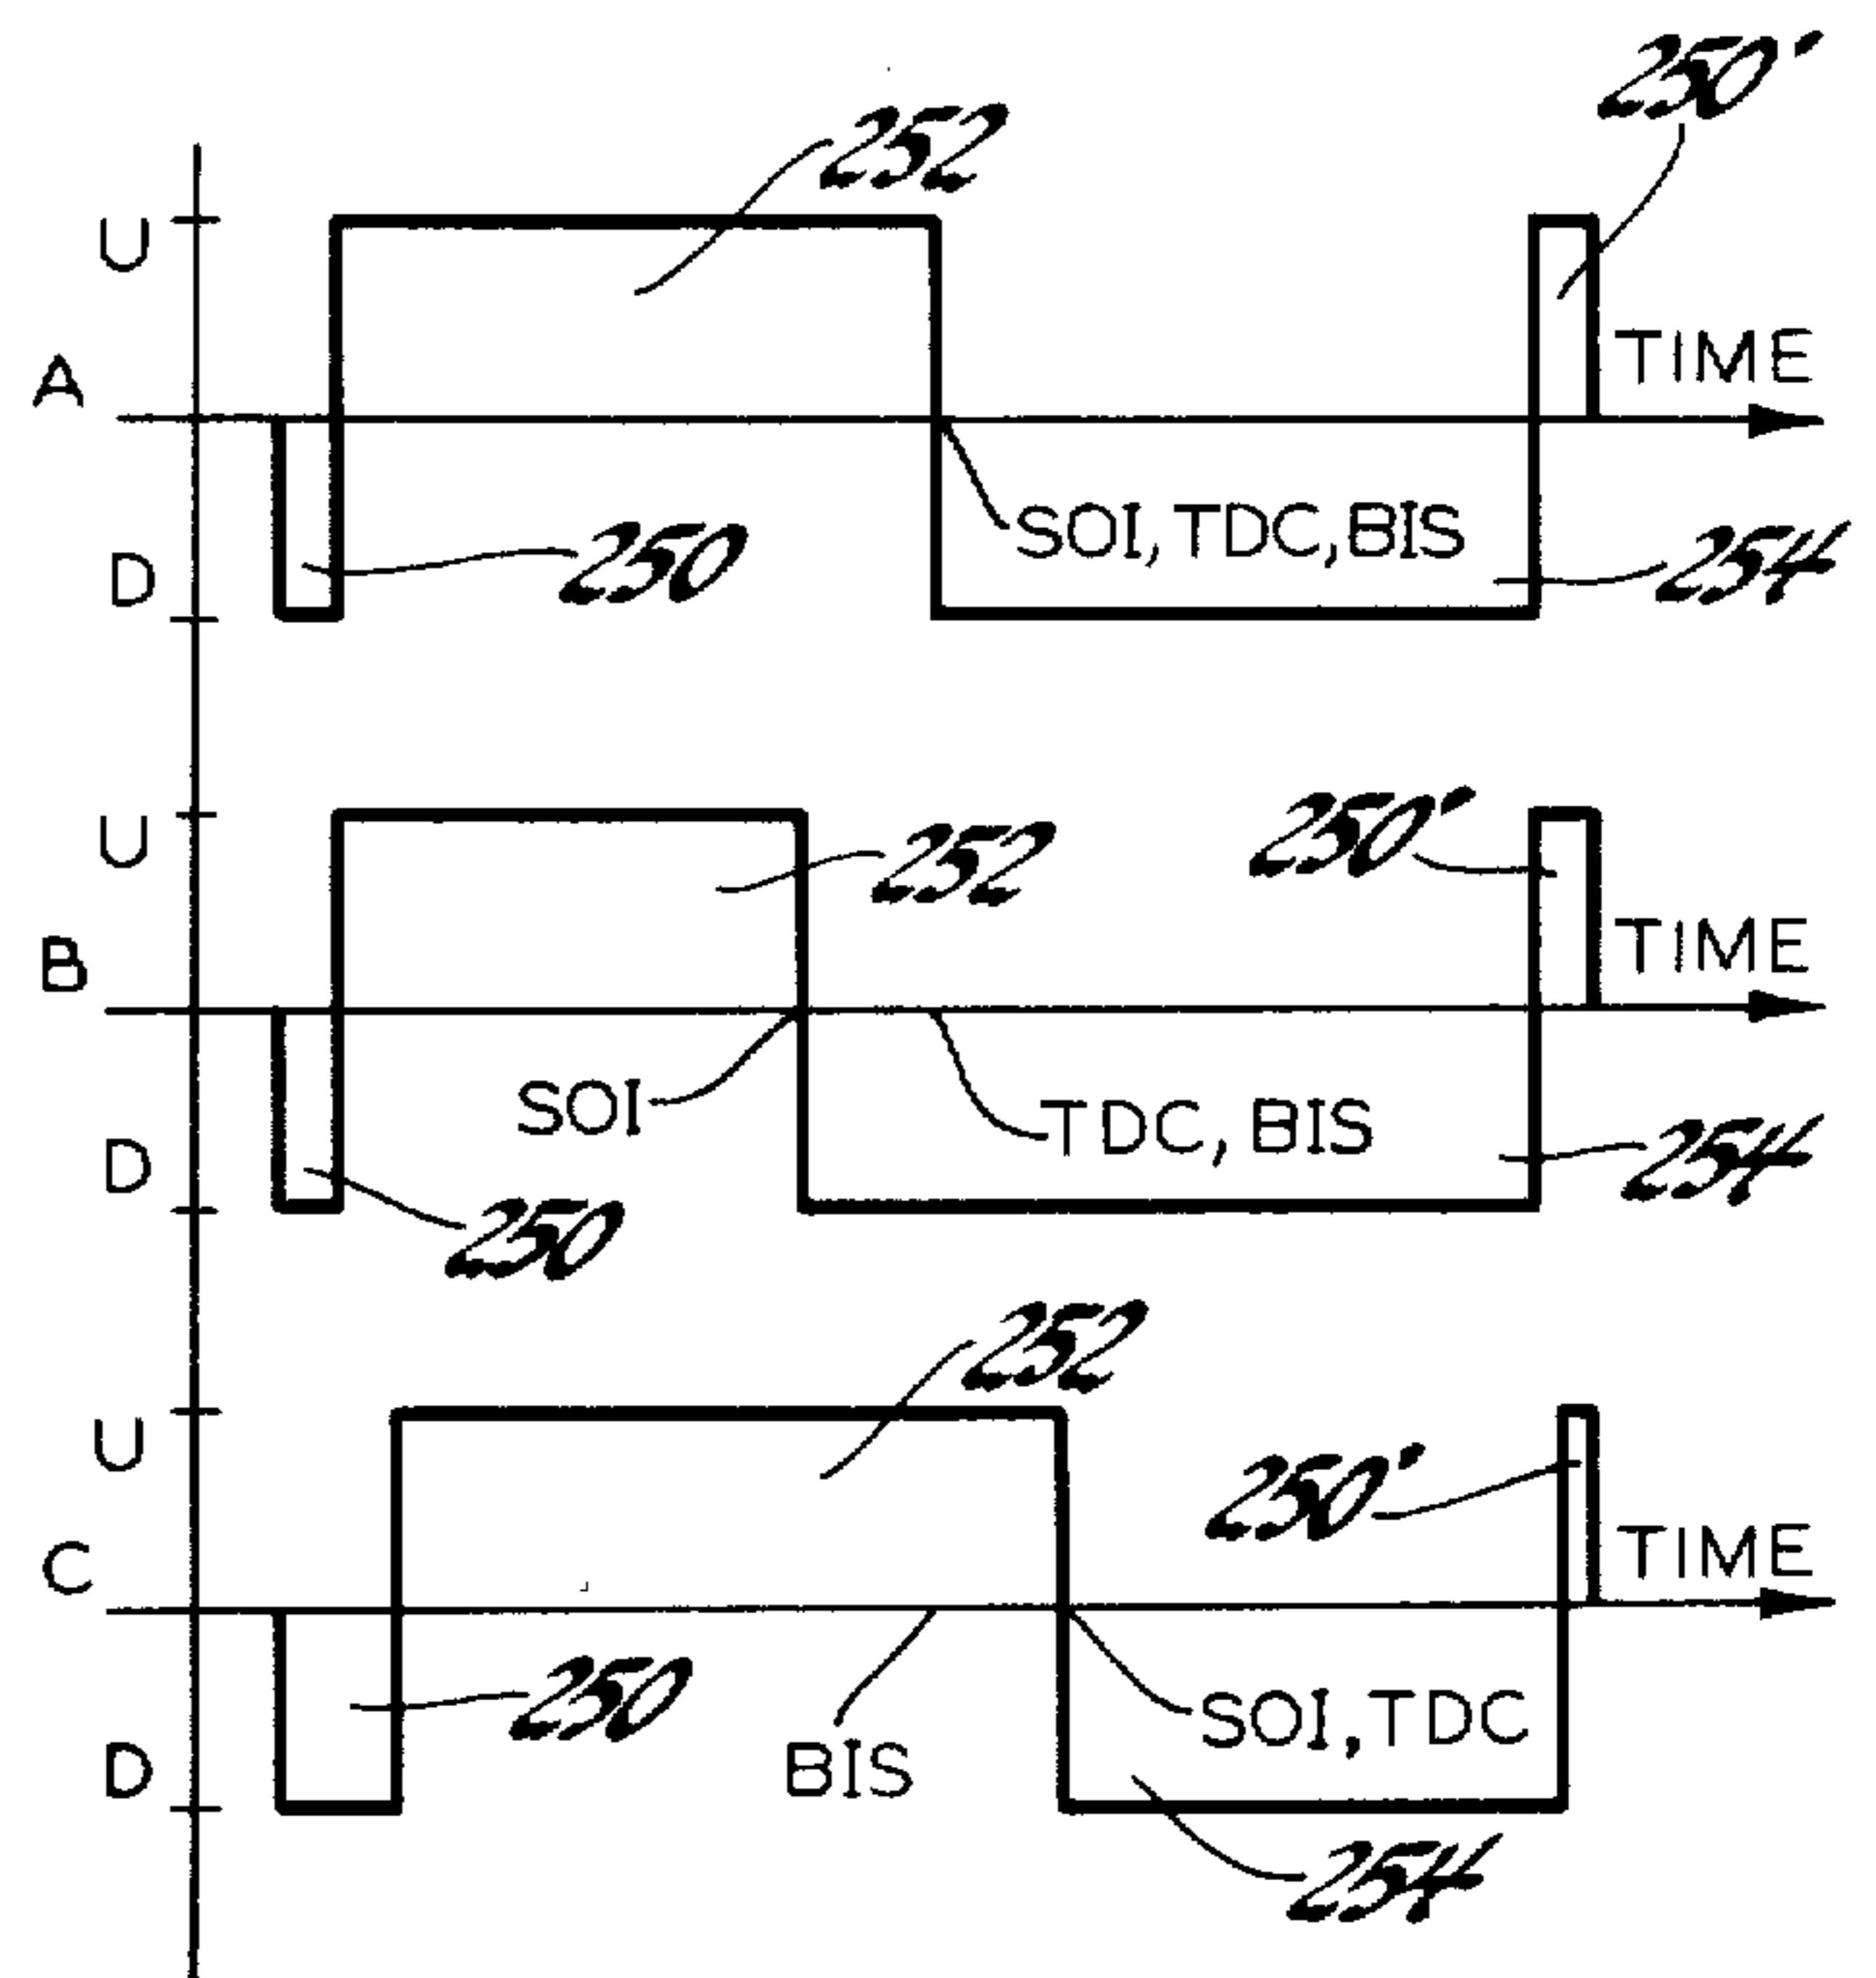 250'
252
U
TIME
A
SOI, TDC, BIS
250
254
D
U
250'
252
TIME
B
SOI
TDC, BIS
254
D
250
252
U
250'
TIME
C
250
SOI, TDC
BIS
D
254